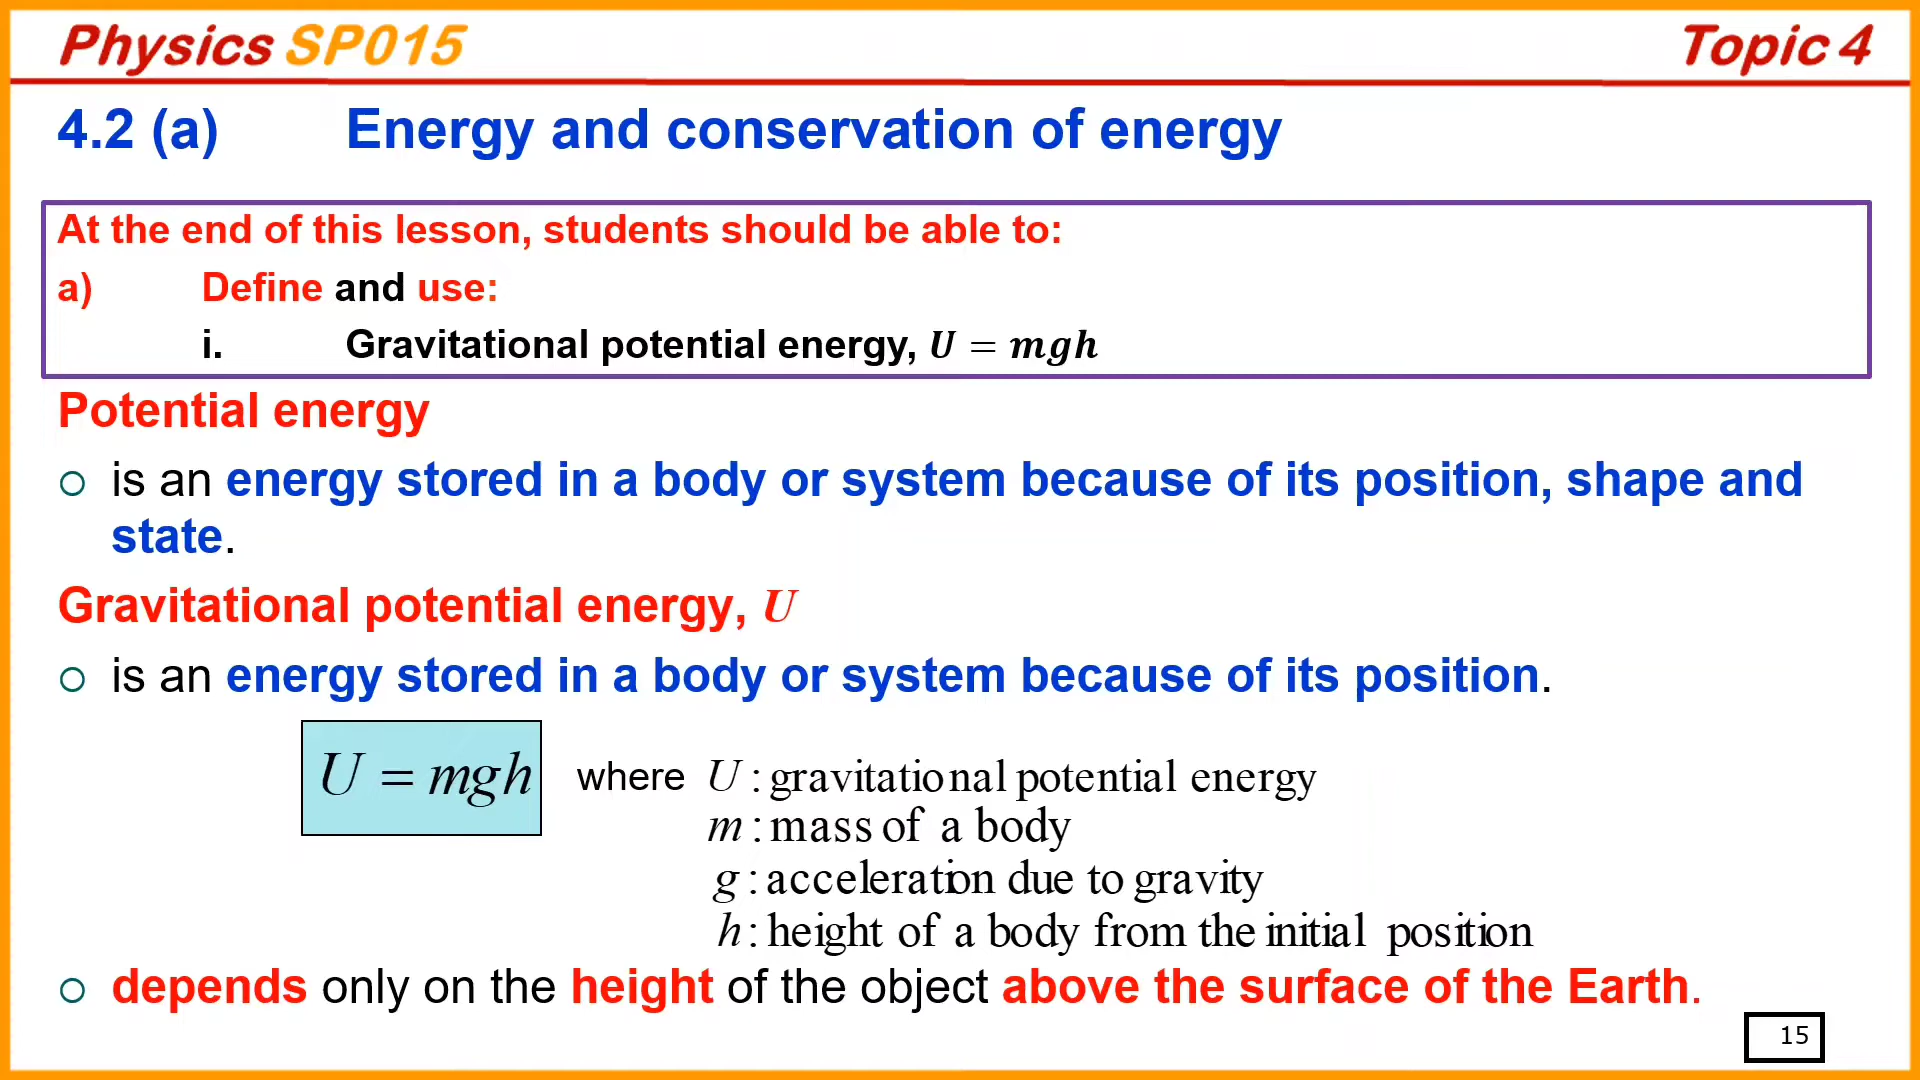 Physics SP015 Topic 4
4.2 (a) Energy and conservation of energy
At the end of this lesson, students should be able to:
a) Define and use:
i. Gravitational potential energy, U = mgh
Potential energy
is an energy stored in a body or system because of its position, shape and
state.
Gravitational potential energy, U
is an energy stored in a body or system because of its position.
U = mgh where U : gravitational potential energy
m : mass of a body
g : acceleration due to gravity
h : height of a body from the initial position
depends only on the height of the object above the surface of the Earth.
15